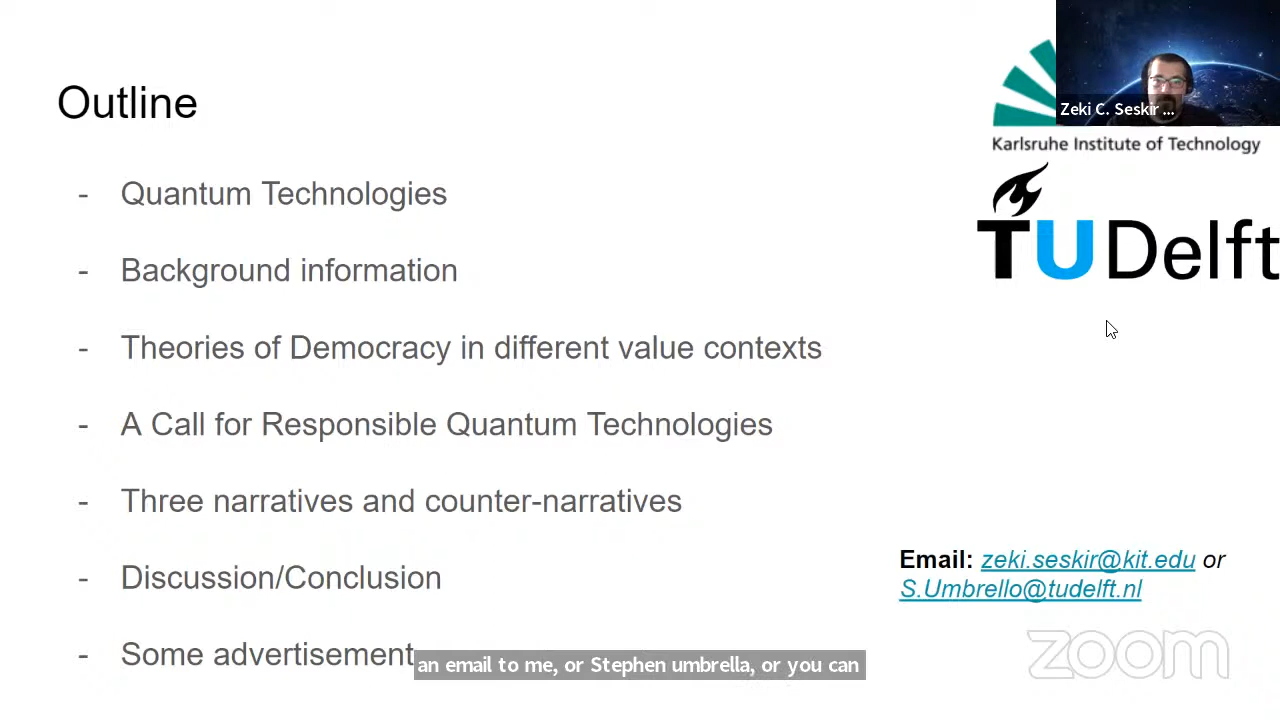 Outline
- Quantum Technologies
- Background information
- Theories of Democracy in different value contexts
- A Call for Responsible Quantum Technologies
- Three narratives and counter-narratives
- Discussion/Conclusion
- Some advertisement
Zeki C. Seskir ...
Karlsruhe Institute of Technology
TUDelft
Email: zeki.seskir@kit.edu or
S.Umbrello@tudelft.nl
zoom
an email to me, or Stephen umbrella, or you can